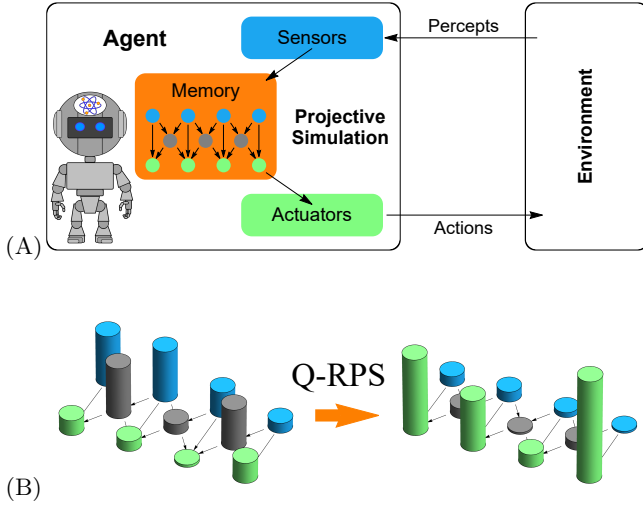 Agent
Sensors
Percepts
Memory
Projective
Simulation
Environment
Actuators
Actions
(A)
Q-RPS
(B)